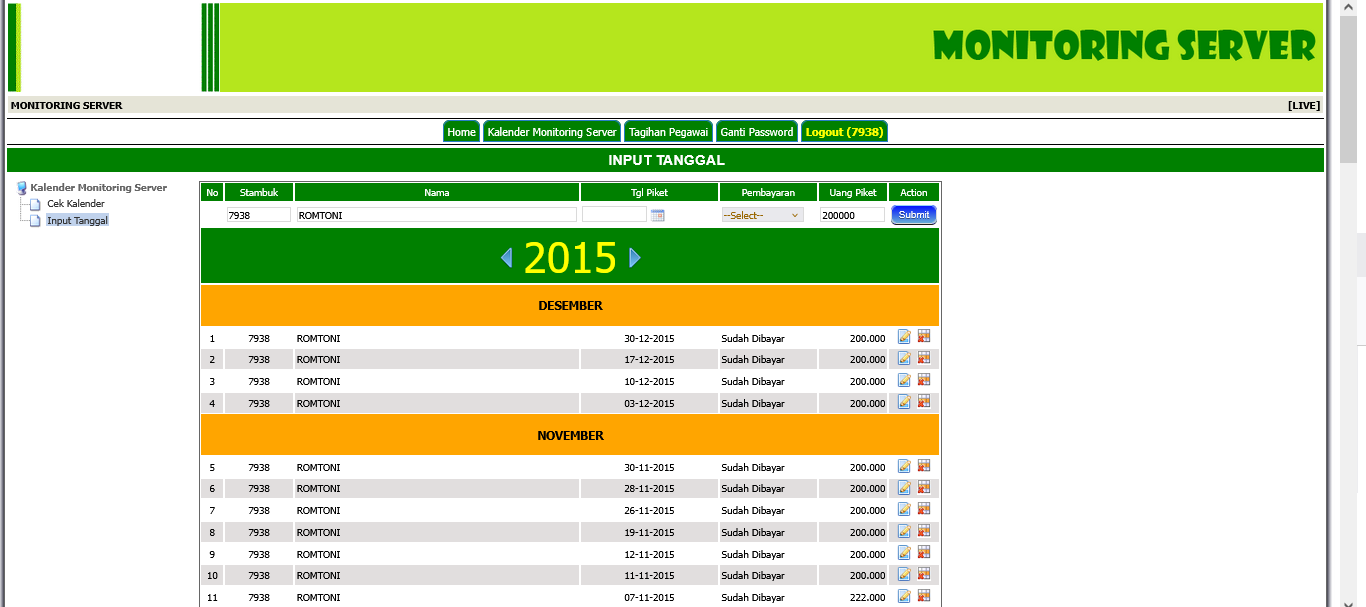 MONITORING SERVER
MONITORING SERVER [LIVE]
Home Kalender Monitoring Server Tagihan Pegawai Ganti Password Logout (7938)
INPUT TANGGAL
Kalender Monitoring Server
Cek Kalender
Input Tanggal
No Stambuk Nama Tgl Piket Pembayaran Uang Piket Action
7938 ROMTONI --Select-- 200000 Submit
2015
DESEMBER
1 7938 ROMTONI 30-12-2015 Sudah Dibayar 200.000
2 7938 ROMTONI 17-12-2015 Sudah Dibayar 200.000
3 7938 ROMTONI 10-12-2015 Sudah Dibayar 200.000
4 7938 ROMTONI 03-12-2015 Sudah Dibayar 200.000
NOVEMBER
5 7938 ROMTONI 30-11-2015 Sudah Dibayar 200.000
6 7938 ROMTONI 28-11-2015 Sudah Dibayar 200.000
7 7938 ROMTONI 26-11-2015 Sudah Dibayar 200.000
8 7938 ROMTONI 19-11-2015 Sudah Dibayar 200.000
9 7938 ROMTONI 12-11-2015 Sudah Dibayar 200.000
10 7938 ROMTONI 11-11-2015 Sudah Dibayar 200.000
11 7938 ROMTONI 07-11-2015 Sudah Dibayar 222.000